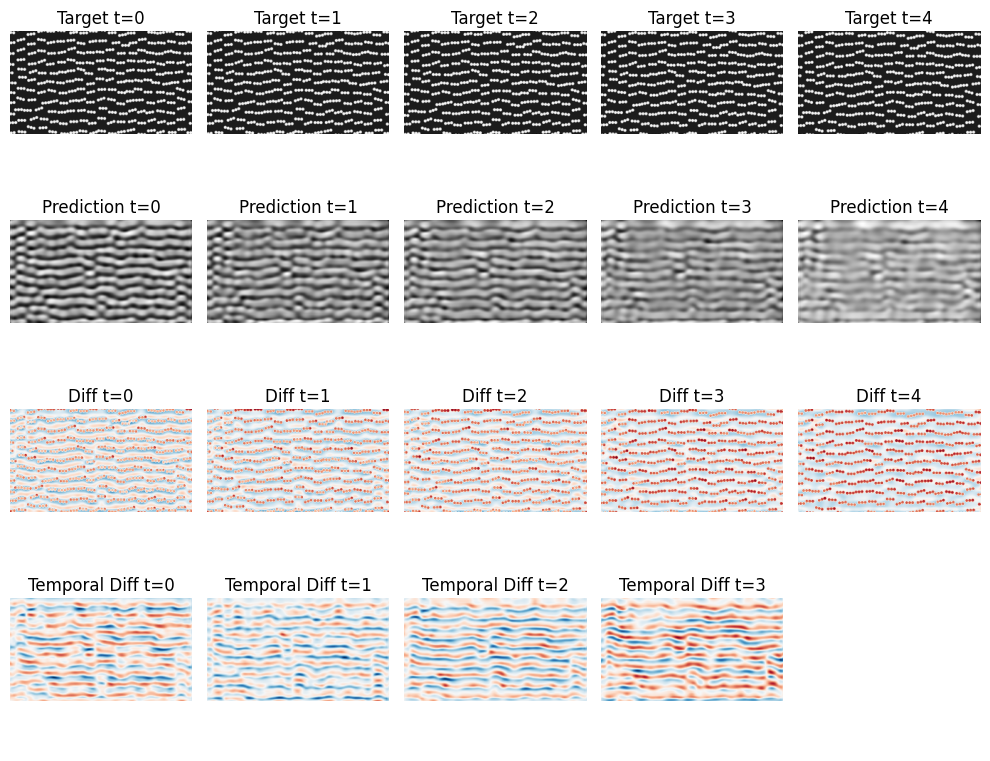 Target t=0 Target t=1 Target t=2 Target t=3 Target t=4
Prediction t=0 Prediction t=1 Prediction t=2 Prediction t=3 Prediction t=4
Diff t=0 Diff t=1 Diff t=2 Diff t=3 Diff t=4
Temporal Diff t=0 Temporal Diff t=1 Temporal Diff t=2 Temporal Diff t=3